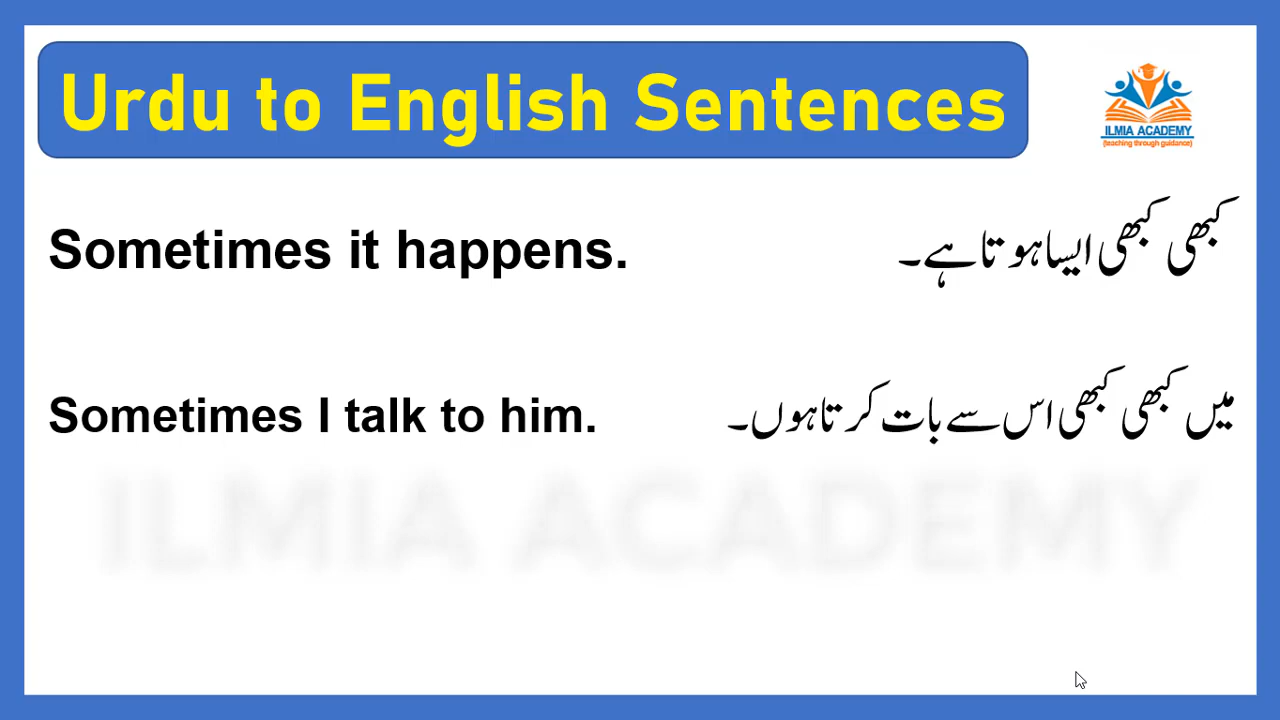 Urdu to English Sentences
ILMIA ACADEMY
(teaching through guidance)
Sometimes it happens.
کبھی کبھی ایسا ہوتا ہے۔
Sometimes I talk to him.
میں کبھی کبھی اس سے بات کرتا ہوں۔
ILMIA ACADEMY